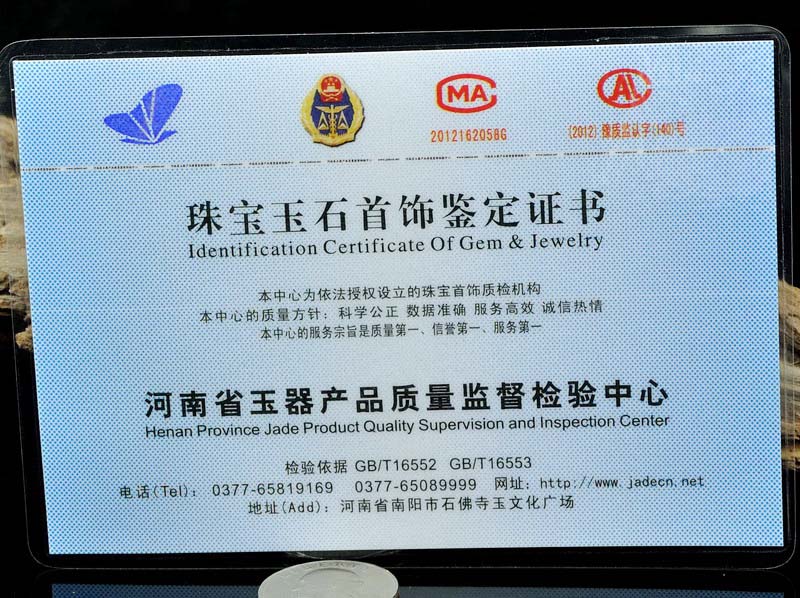 CMA
AL
2012162058G
(2012)豫质监认字(140)号
珠宝玉石首饰鉴定证书
Identification Certificate Of Gem & Jewelry
本中心为依法授权设立的珠宝首饰质检机构
本中心的质量方针：科学公正 数据准确 服务高效 诚信热情
本中心的服务宗旨是质量第一、信誉第一、服务第一
河南省玉器产品质量监督检验中心
Henan Province Jade Product Quality Supervision and Inspection Center
检验依据 GB/T16552 GB/T16553
电话(Tel)：0377-65819169 0377-65089999 网址：http://www.jadecn.net
地址(Add)：河南省南阳市石佛寺玉文化广场